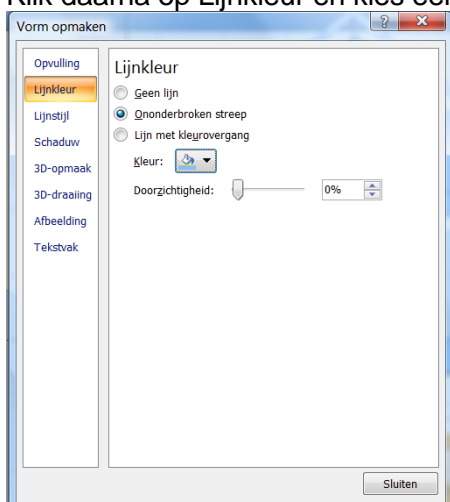 Klik daarna op Lijnkleur en kies een
Vorm opmaken
Opvulling
Lijnkleur
Lijnstijl
Schaduw
3D-opmaak
3D-draaiing
Afbeelding
Tekstvak
Lijnkleur
Geen lijn
Ononderbroken streep
Lijn met kleurovergang
Kleur:
Doorzichtigheid:
0%
Sluiten